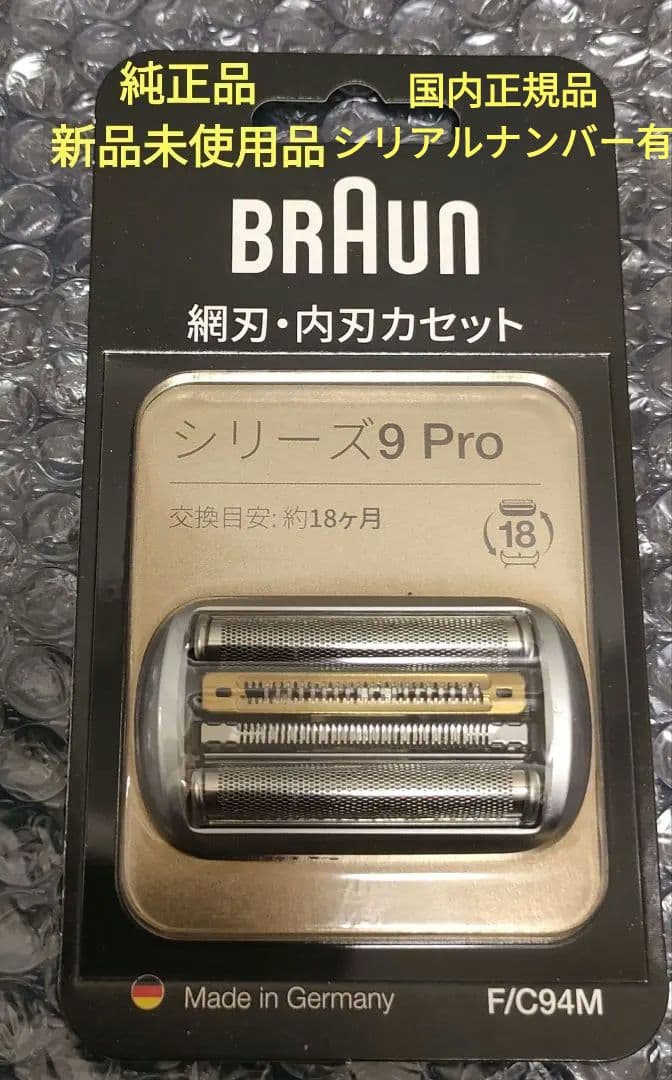 純正品
国内正規品
新品未使用品
シリアルナンバー有
BRAUN
網刃・内刃カセット
シリーズ9 Pro
交換目安: 約18ヶ月
18
Made in Germany
F/C94M